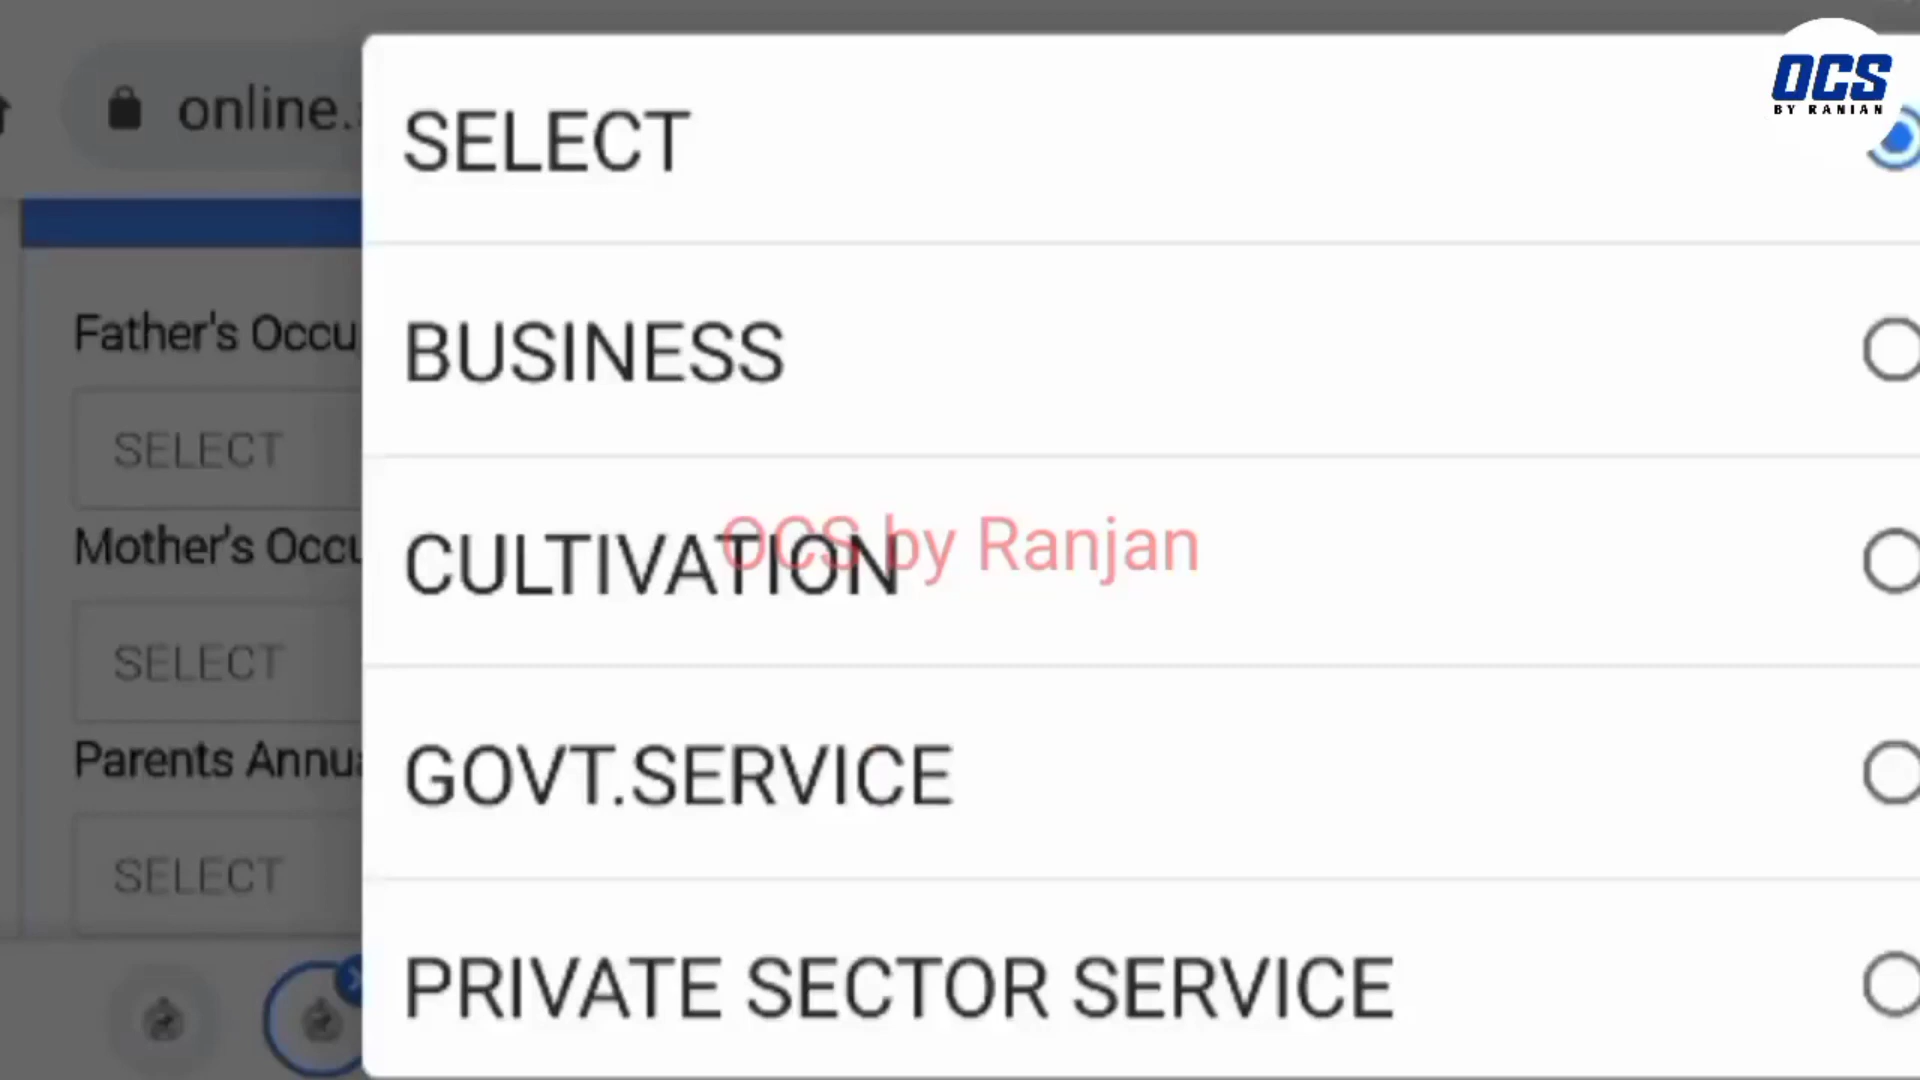 OCS
BY RANJAN
online.
SELECT
BUSINESS
CULTIVATION
GOVT.SERVICE
PRIVATE SECTOR SERVICE
OCS by Ranjan
Father's Occu
SELECT
Mother's Occu
SELECT
Parents Annua
SELECT